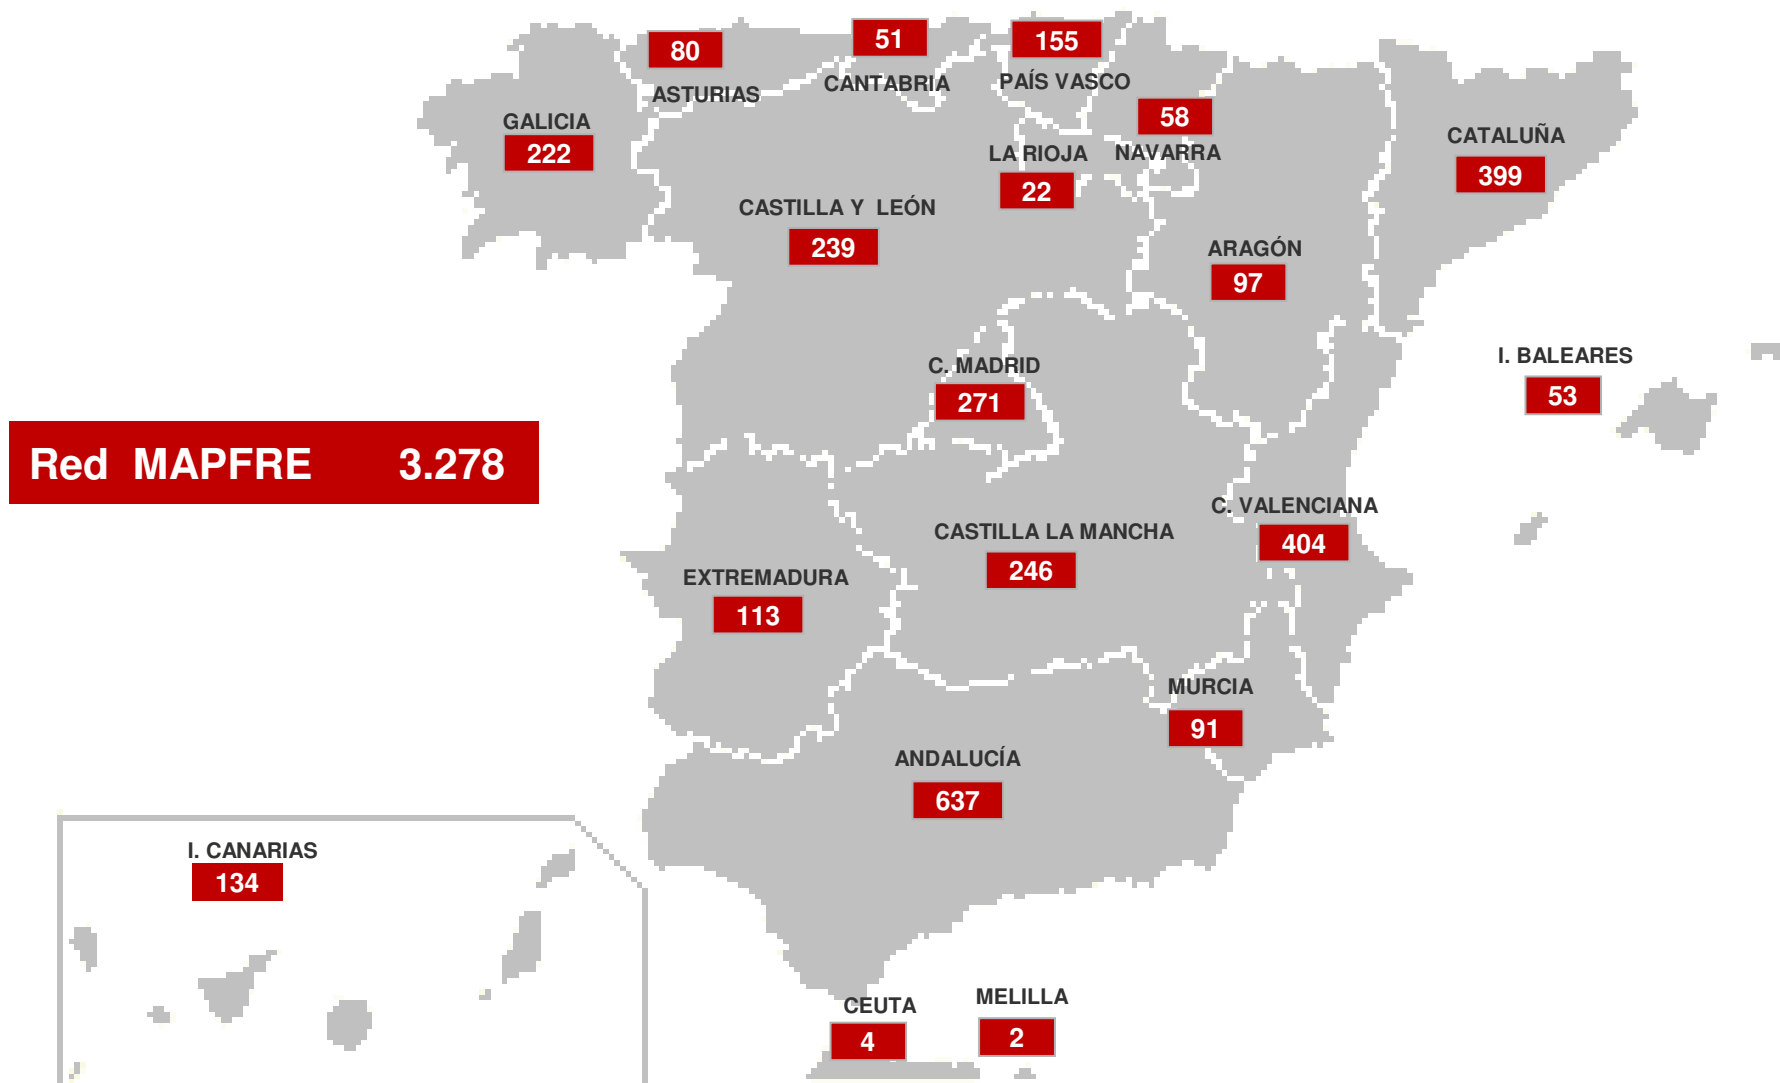 51
155
80
CANTABRIA
PAÍS VASCO
ASTURIAS
58
GALICIA
222
CATALUÑA
399
LA RIOJA
NAVARRA
22
CASTILLA Y LEÓN
239
ARAGÓN
97
C. MADRID
271
I. BALEARES
53
Red MAPFRE 3.278
C. VALENCIANA
404
CASTILLA LA MANCHA
246
EXTREMADURA
113
MURCIA
91
ANDALUCÍA
637
I. CANARIAS
134
CEUTA
4
MELILLA
2